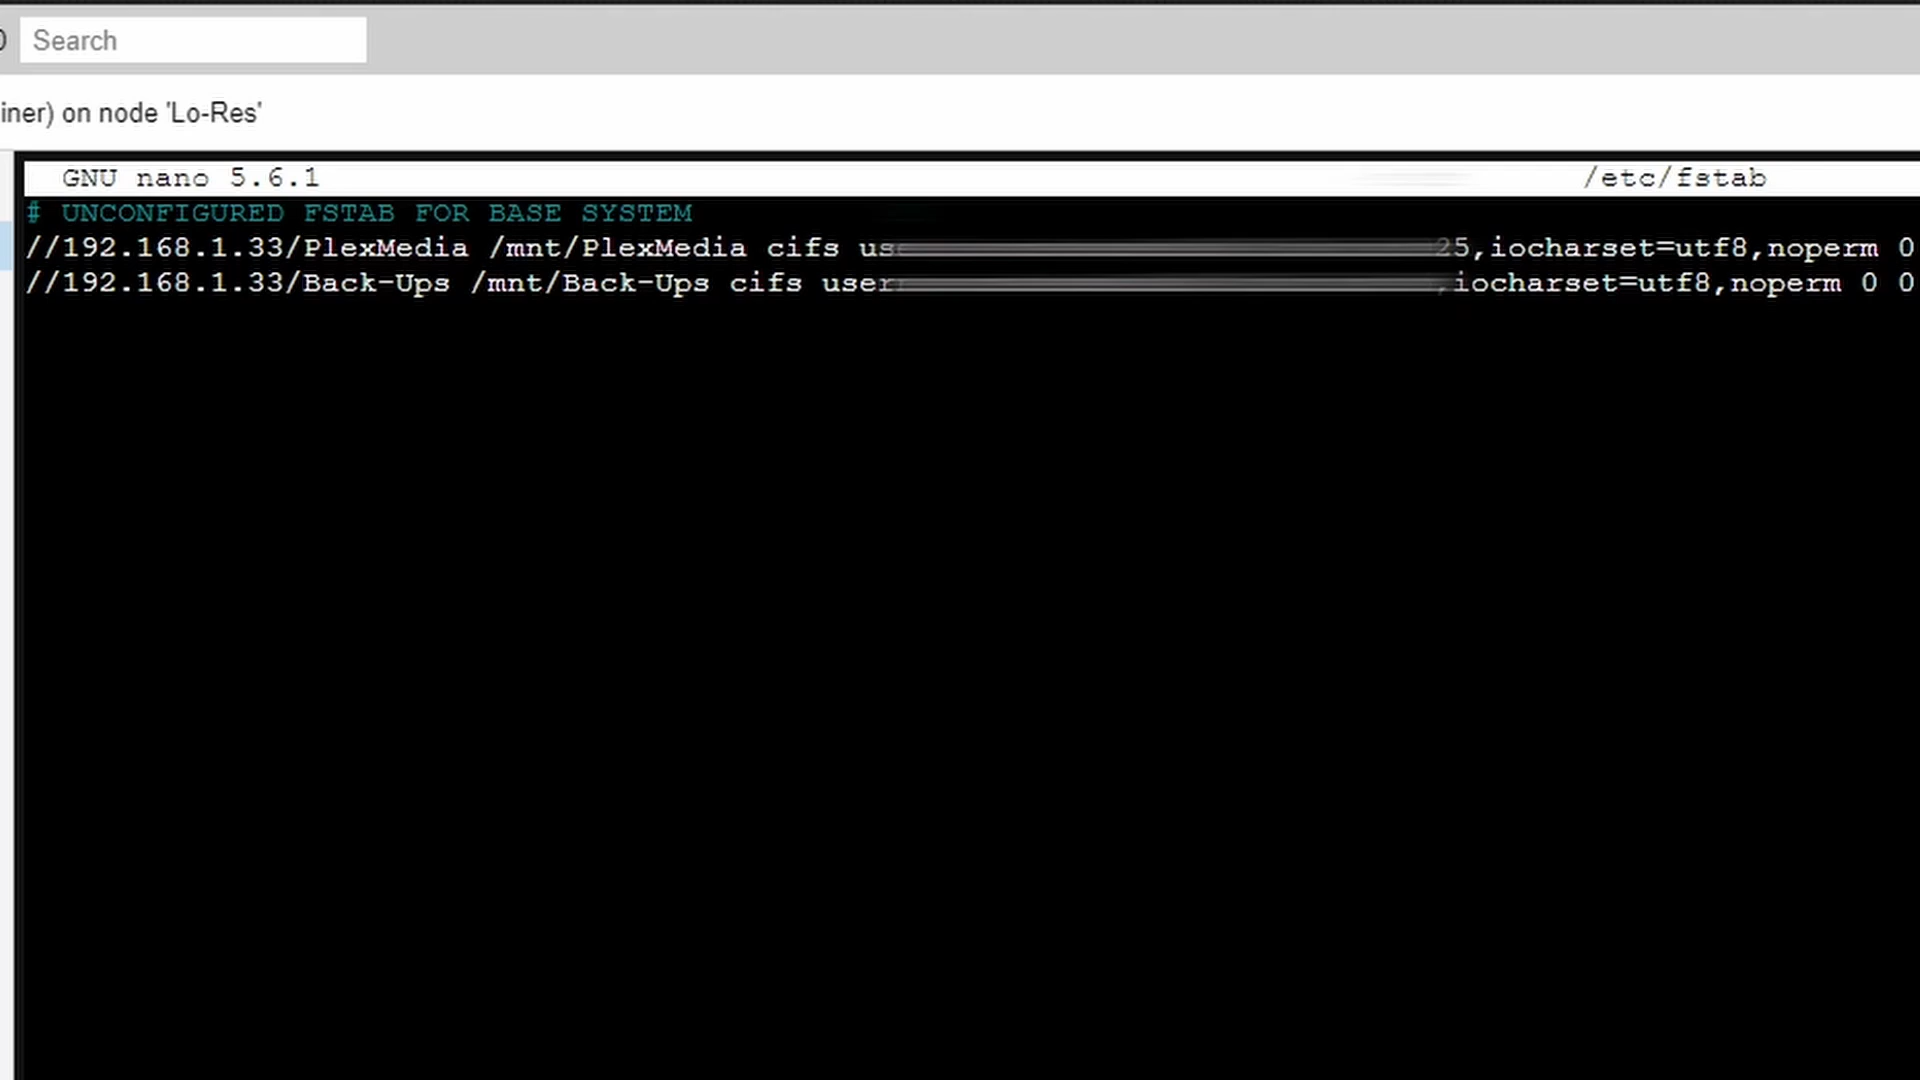 Search
iner) on node 'Lo-Res'
GNU nano 5.6.1 /etc/fstab
# UNCONFIGURED FSTAB FOR BASE SYSTEM
//192.168.1.33/PlexMedia /mnt/PlexMedia cifs us 25,iocharset=utf8,noperm 0
//192.168.1.33/Back-Ups /mnt/Back-Ups cifs user ,iocharset=utf8,noperm 0 0